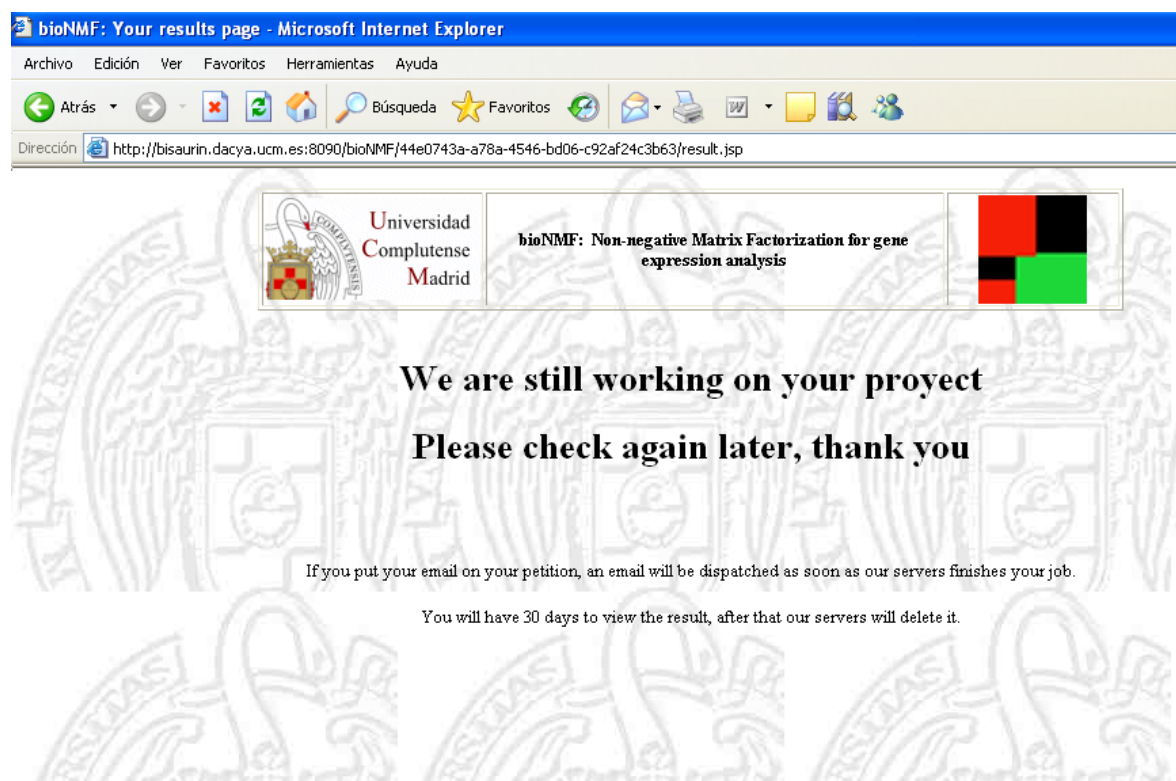 bioNMF: Your results page - Microsoft Internet Explorer
Archivo Edición Ver Favoritos Herramientas Ayuda
Atrás Búsqueda Favoritos
Dirección http://bisaurin.dacya.ucm.es:8090/bioNMF/44e0743a-a78a-4546-bd06-c92af24c3b63/result.jsp
Universidad
Complutense
Madrid
bioNMF: Non-negative Matrix Factorization for gene
expression analysis
We are still working on your proyect
Please check again later, thank you
If you put your email on your petition, an email will be dispatched as soon as our servers finishes your job.
You will have 30 days to view the result, after that our servers will delete it.